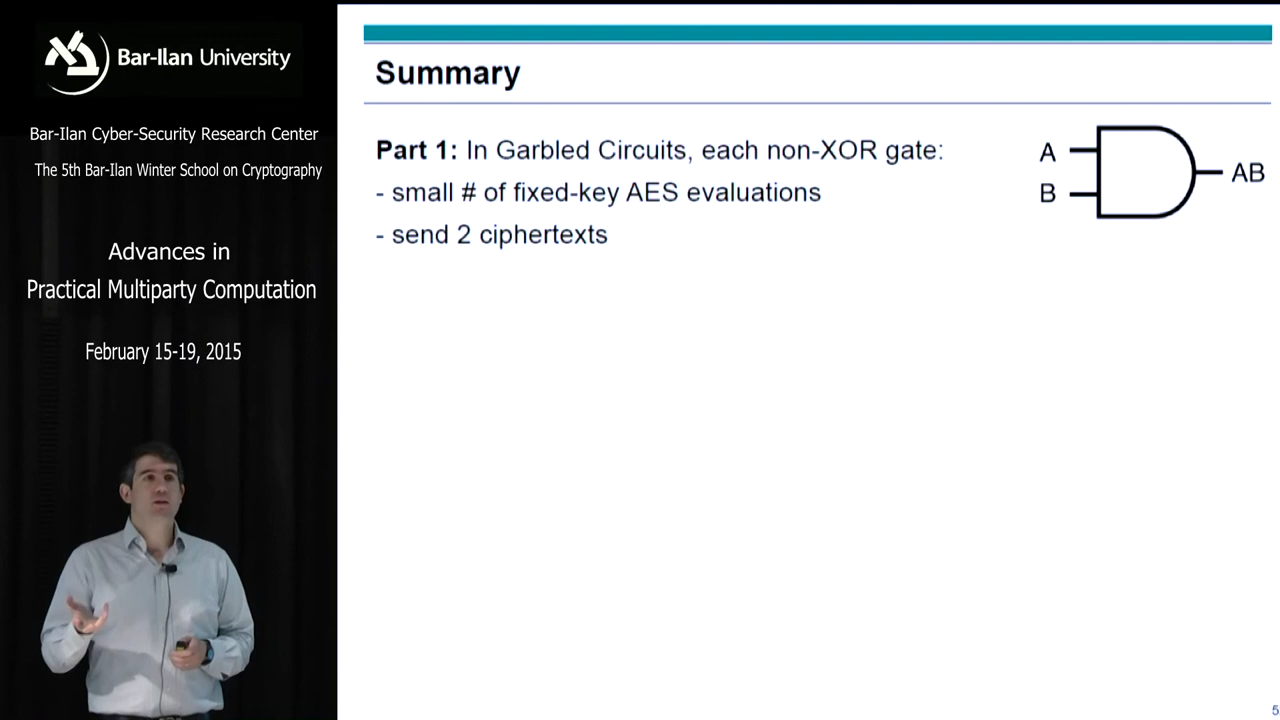 Bar-Ilan University
Bar-Ilan Cyber-Security Research Center
The 5th Bar-Ilan Winter School on Cryptography
Advances in
Practical Multiparty Computation
February 15-19, 2015
Summary
Part 1: In Garbled Circuits, each non-XOR gate:
- small # of fixed-key AES evaluations
- send 2 ciphertexts
A
B
AB
5